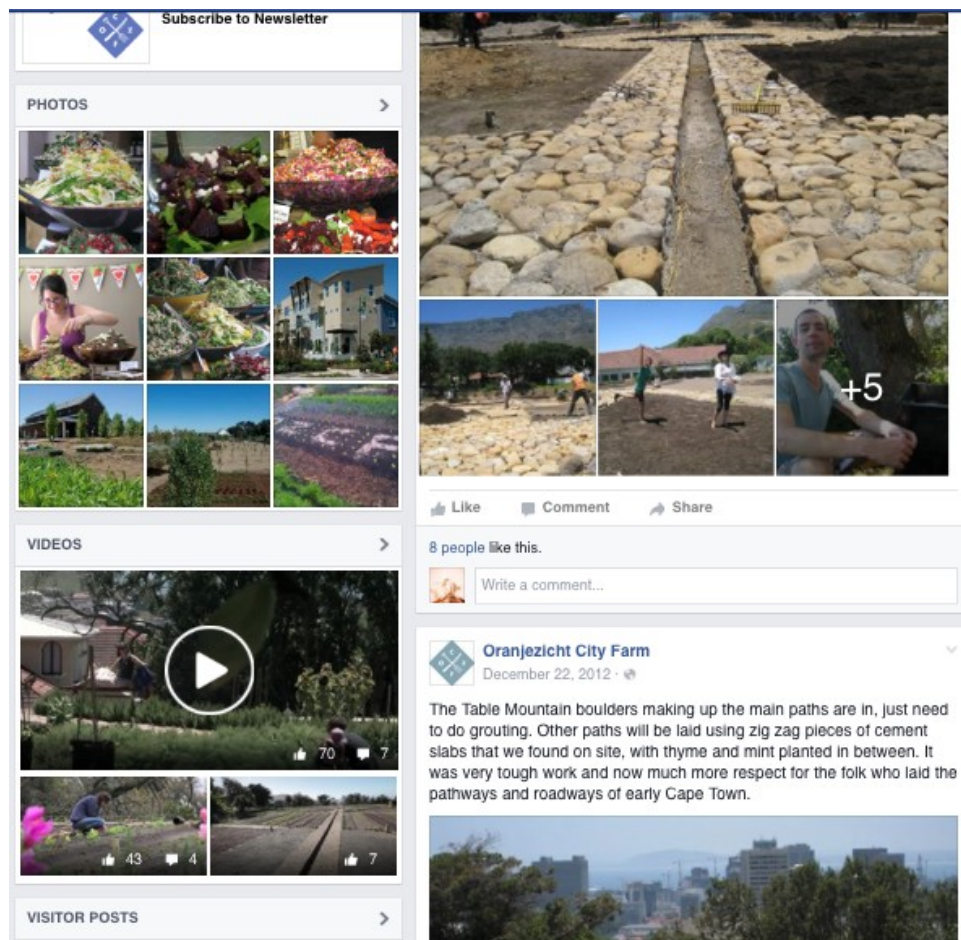 Subscribe to Newsletter
PHOTOS
VIDEOS
70 7
43 4
7
VISITOR POSTS
+5
Like Comment Share
8 people like this.
Write a comment...
Oranjezicht City Farm
December 22, 2012 ·
The Table Mountain boulders making up the main paths are in, just need
to do grouting. Other paths will be laid using zig zag pieces of cement
slabs that we found on site, with thyme and mint planted in between. It
was very tough work and now much more respect for the folk who laid the
pathways and roadways of early Cape Town.